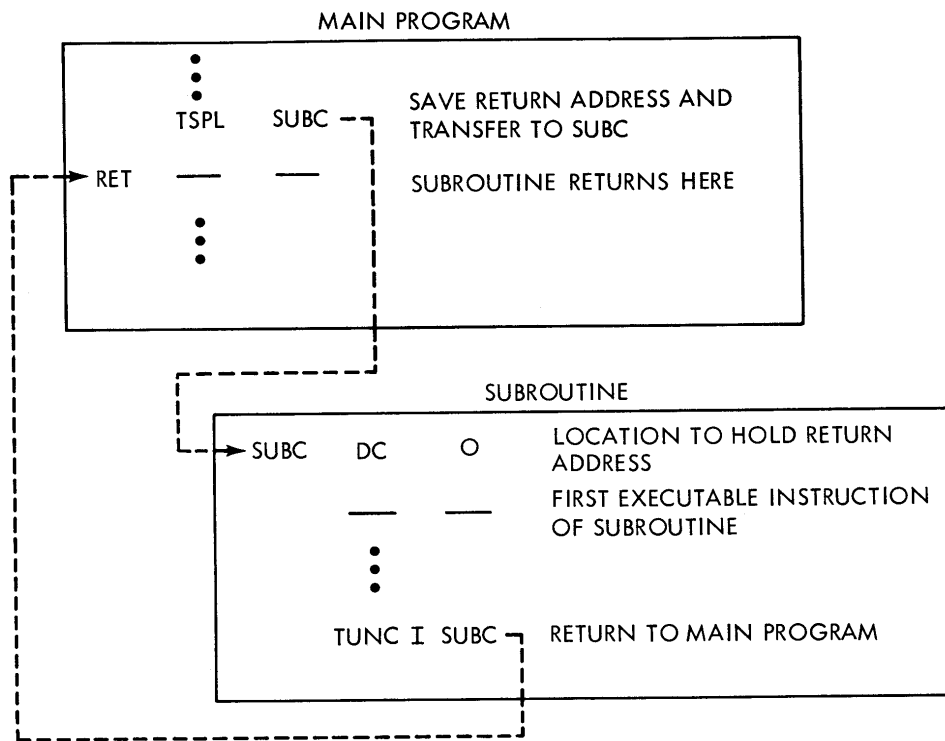 MAIN PROGRAM
TSPL SUBC SAVE RETURN ADDRESS AND
TRANSFER TO SUBC
RET — — SUBROUTINE RETURNS HERE
SUBROUTINE
SUBC DC O LOCATION TO HOLD RETURN
ADDRESS
— — FIRST EXECUTABLE INSTRUCTION
OF SUBROUTINE
TUNC I SUBC RETURN TO MAIN PROGRAM